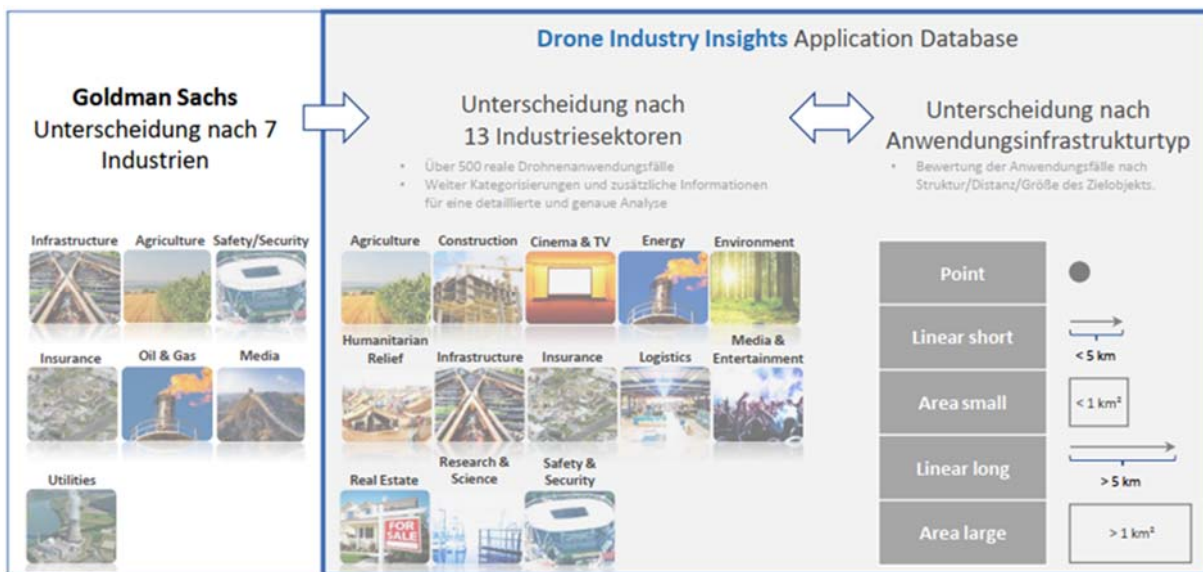 Drone Industry Insights Application Database
Goldman Sachs
Unterscheidung nach 7
Industrien
Unterscheidung nach
13 Industriesektoren
• Über 500 reale Drohnenanwendungsfälle
• Weiter Kategorisierungen und zusätzliche Informationen
für eine detaillierte und genaue Analyse
Unterscheidung nach
Anwendungsinfrastrukturtyp
• Bewertung der Anwendungsfälle nach
Struktur/Distanz/Größe des Zielobjekts.
Infrastructure Agriculture Safety/Security
Insurance Oil & Gas Media
Utilities
Agriculture Construction Cinema & TV Energy Environment
Humanitarian
Relief Infrastructure Insurance Logistics Media &
Entertainment
Real Estate Research &
Science Safety &
Security
FOR
SALE
Point
Linear short
< 5 km
Area small
< 1 km²
Linear long
> 5 km
Area large
> 1 km²